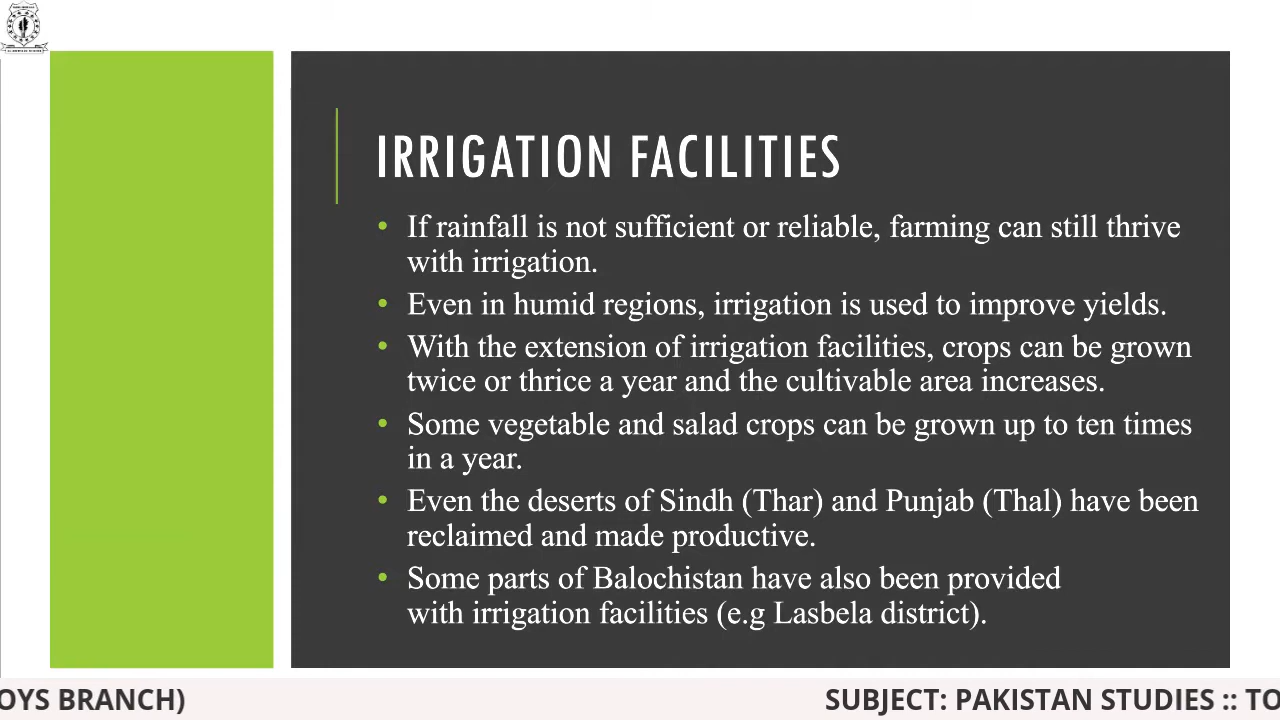 IRRIGATION FACILITIES
• If rainfall is not sufficient or reliable, farming can still thrive
with irrigation.
• Even in humid regions, irrigation is used to improve yields.
• With the extension of irrigation facilities, crops can be grown
twice or thrice a year and the cultivable area increases.
• Some vegetable and salad crops can be grown up to ten times
in a year.
• Even the deserts of Sindh (Thar) and Punjab (Thal) have been
reclaimed and made productive.
• Some parts of Balochistan have also been provided
with irrigation facilities (e.g Lasbela district).
OYS BRANCH) SUBJECT: PAKISTAN STUDIES :: TO